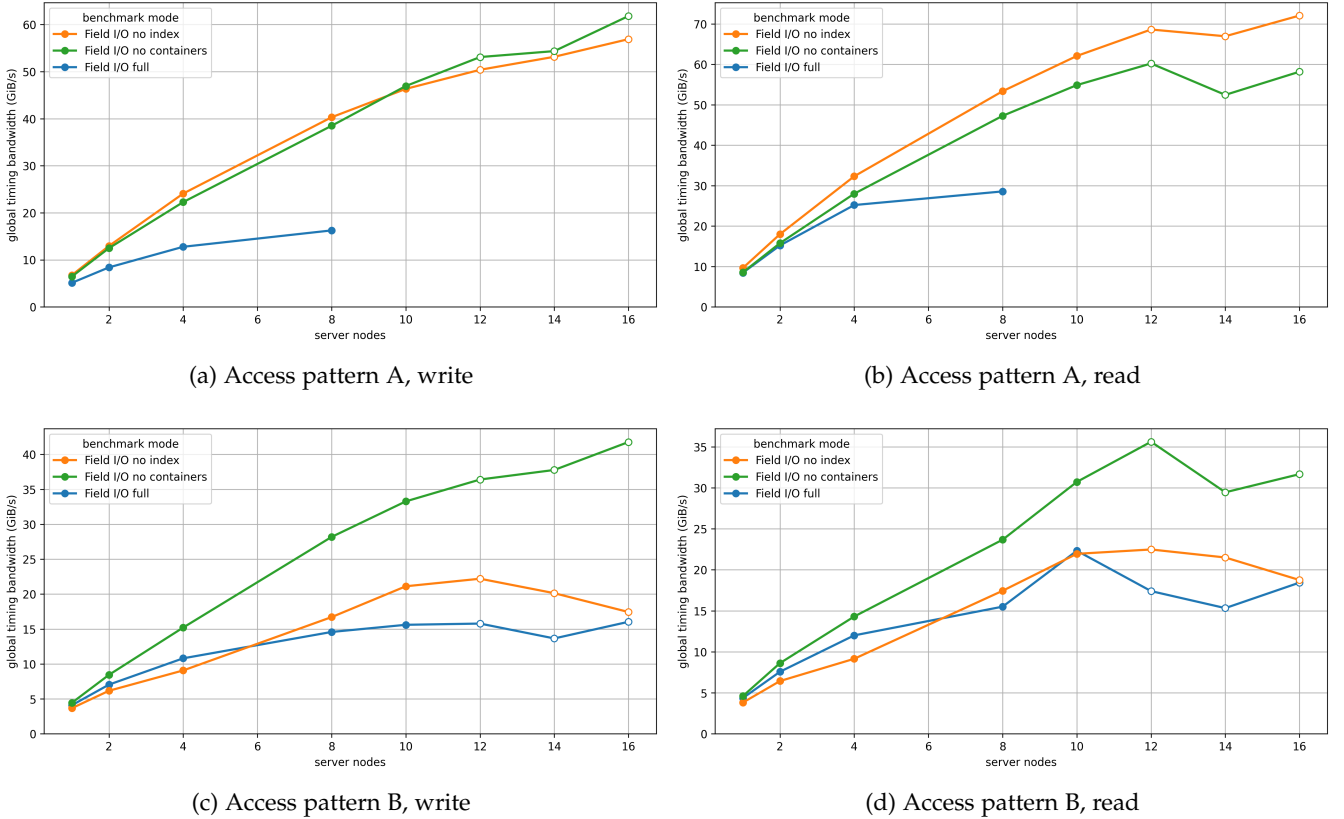 global timing bandwidth (GiB/s)
60
50
40
30
20
10
0
benchmark mode
Field I/O no index
Field I/O no containers
Field I/O full
2 4 6 8 10 12 14 16
server nodes
(a) Access pattern A, write
global timing bandwidth (GiB/s)
70
60
50
40
30
20
10
0
benchmark mode
Field I/O no index
Field I/O no containers
Field I/O full
2 4 6 8 10 12 14 16
server nodes
(b) Access pattern A, read
global timing bandwidth (GiB/s)
40
35
30
25
20
15
10
5
0
benchmark mode
Field I/O no index
Field I/O no containers
Field I/O full
2 4 6 8 10 12 14 16
server nodes
(c) Access pattern B, write
global timing bandwidth (GiB/s)
35
30
25
20
15
10
5
0
benchmark mode
Field I/O no index
Field I/O no containers
Field I/O full
2 4 6 8 10 12 14 16
server nodes
(d) Access pattern B, read